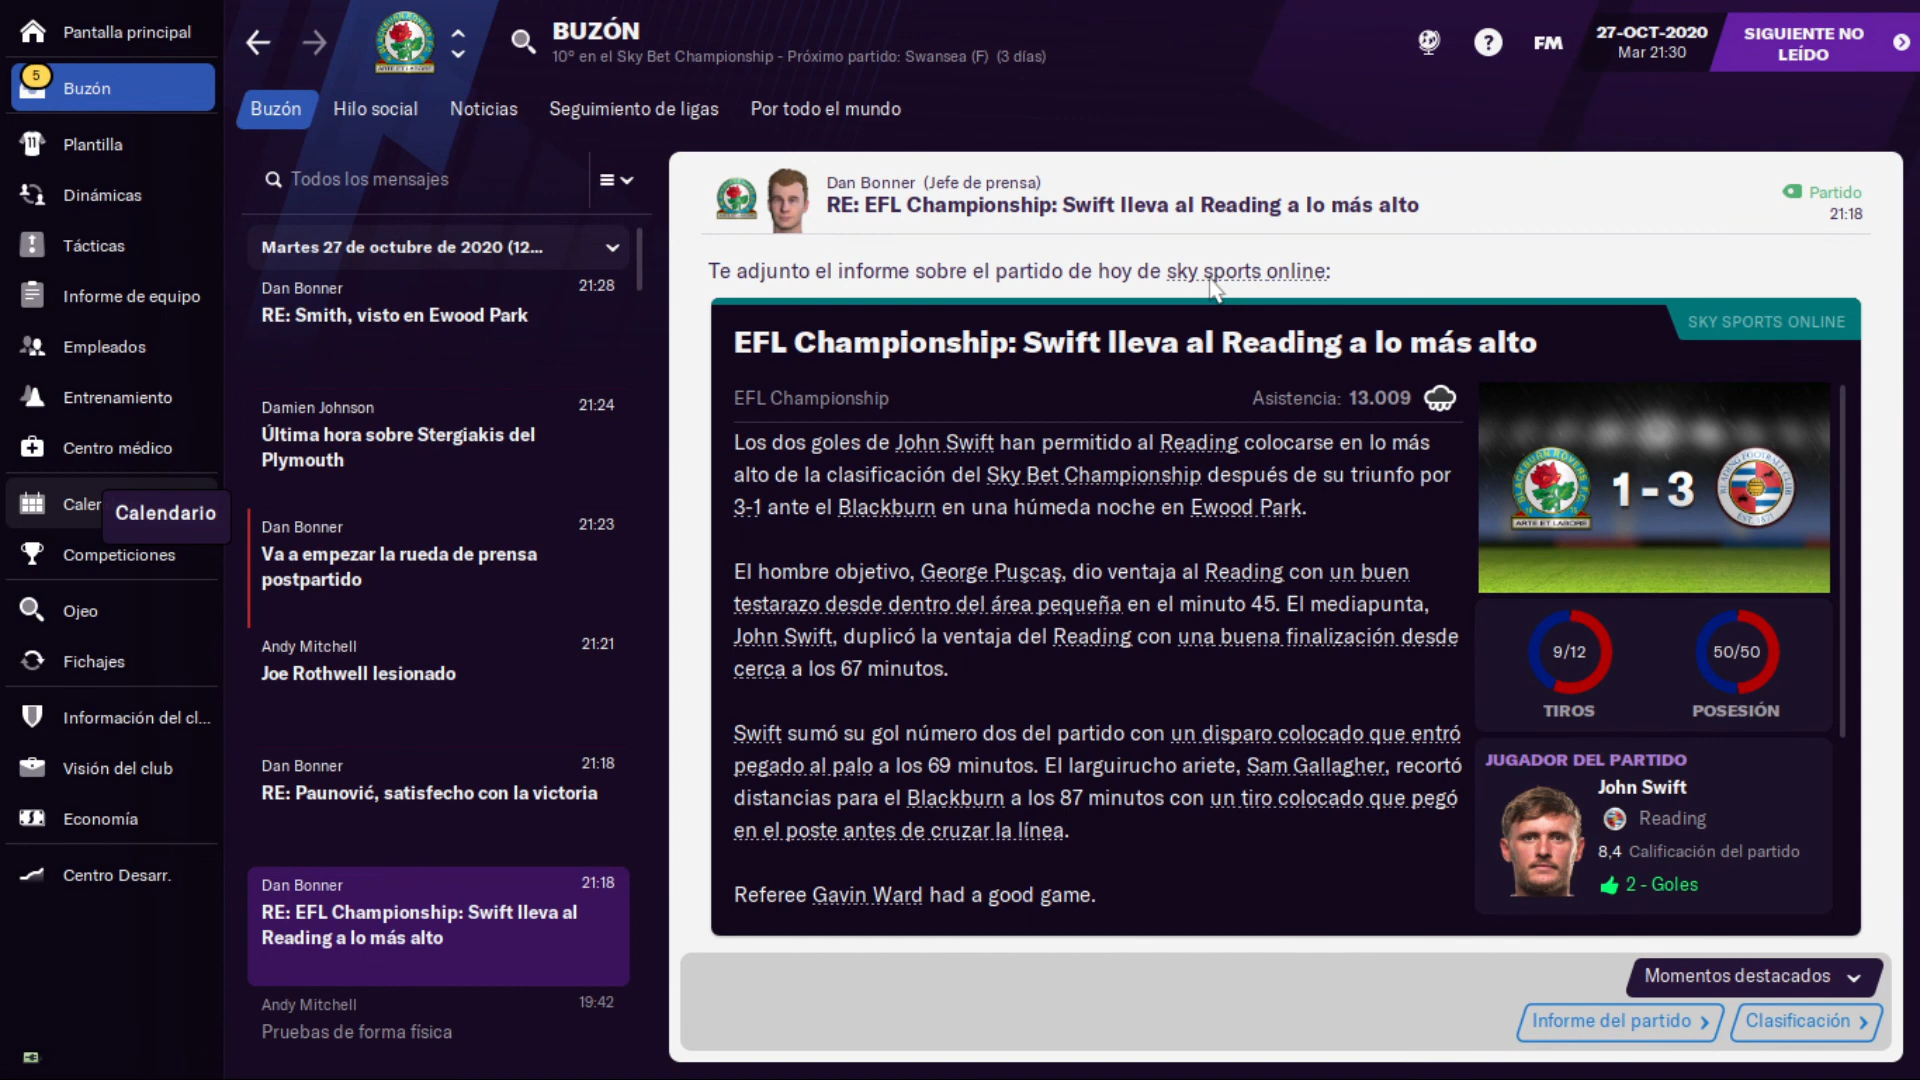 Pantalla principal
5
Buzón
Plantilla
Dinámicas
Tácticas
Informe de equipo
Empleados
Entrenamiento
Centro médico
Caler
Calendario
Competiciones
Ojeo
Fichajes
Información del cl...
Visión del club
Economía
Centro Desarr.
BUZÓN
10º en el Sky Bet Championship - Próximo partido: Swansea (F) (3 días)
FM
27-OCT-2020
Mar 21:30
SIGUIENTE NO
LEÍDO
Buzón
Hilo social
Noticias
Seguimiento de ligas
Por todo el mundo
Todos los mensajes
Martes 27 de octubre de 2020 (12...
Dan Bonner 21:28
RE: Smith, visto en Ewood Park
Damien Johnson 21:24
Última hora sobre Stergiakis del
Plymouth
Dan Bonner 21:23
Va a empezar la rueda de prensa
postpartido
Andy Mitchell 21:21
Joe Rothwell lesionado
Dan Bonner 21:18
RE: Paunović, satisfecho con la victoria
Dan Bonner 21:18
RE: EFL Championship: Swift lleva al
Reading a lo más alto
Andy Mitchell 19:42
Pruebas de forma física
Dan Bonner (Jefe de prensa)
RE: EFL Championship: Swift lleva al Reading a lo más alto
Partido
21:18
Te adjunto el informe sobre el partido de hoy de sky sports online:
SKY SPORTS ONLINE
EFL Championship: Swift lleva al Reading a lo más alto
EFL Championship
Asistencia: 13.009
Los dos goles de John Swift han permitido al Reading colocarse en lo más
alto de la clasificación del Sky Bet Championship después de su triunfo por
3-1 ante el Blackburn en una húmeda noche en Ewood Park.
El hombre objetivo, George Pușcaș, dio ventaja al Reading con un buen
testarazo desde dentro del área pequeña en el minuto 45. El mediapunta,
John Swift, duplicó la ventaja del Reading con una buena finalización desde
cerca a los 67 minutos.
Swift sumó su gol número dos del partido con un disparo colocado que entró
pegado al palo a los 69 minutos. El larguirucho ariete, Sam Gallagher, recortó
distancias para el Blackburn a los 87 minutos con un tiro colocado que pegó
en el poste antes de cruzar la línea.
Referee Gavin Ward had a good game.
1 - 3
9/12
TIROS
50/50
POSESIÓN
JUGADOR DEL PARTIDO
John Swift
Reading
8,4 Calificación del partido
2 - Goles
Momentos destacados
Informe del partido
Clasificación